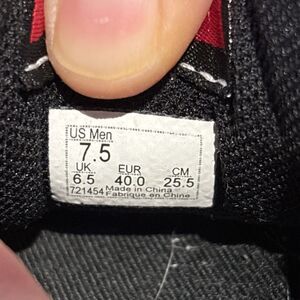 US Men
7.5
UK EUR CM
6.5 40.0 25.5
721454 Made in China
Fabriqué en Chine